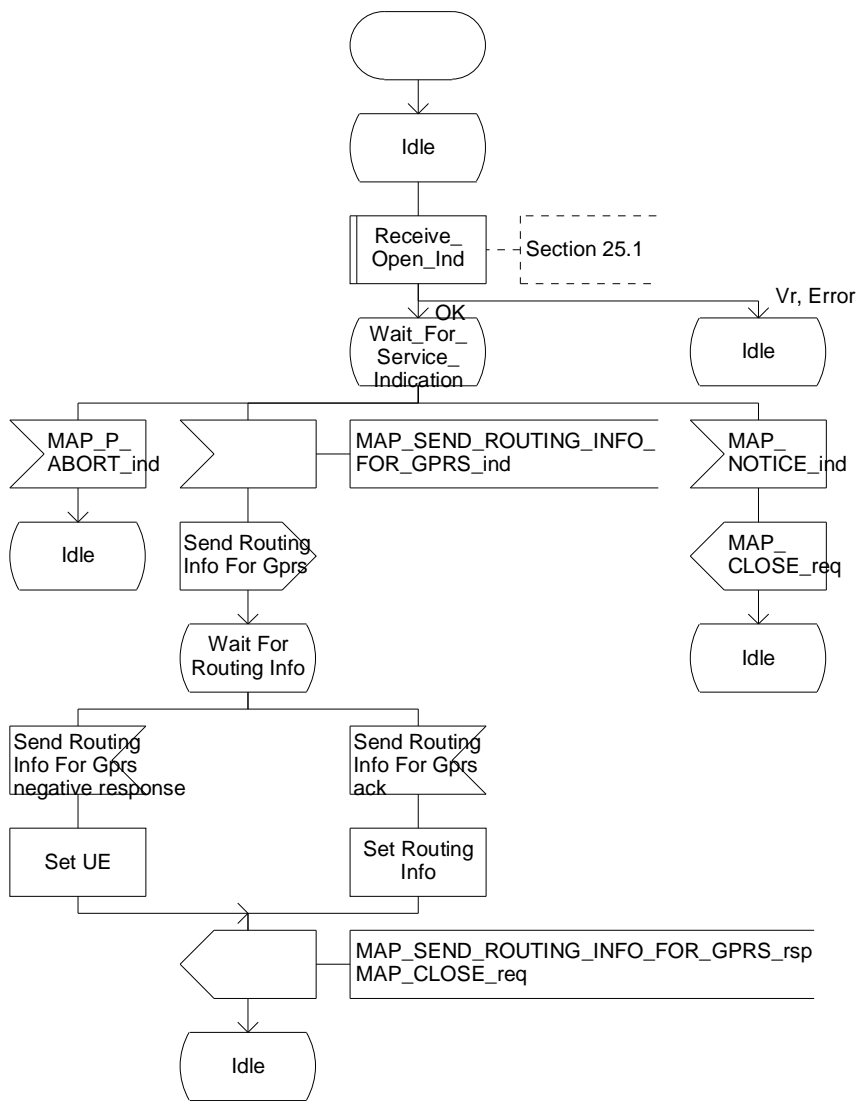 Idle
Receive_
Open_Ind
Section 25.1
Vr, Error
OK
Wait_For_
Service_
Indication
Idle
MAP_P_
ABORT_ind
MAP_SEND_ROUTING_INFO_
FOR_GPRS_ind
MAP_
NOTICE_ind
Idle
Send Routing
Info For Gprs
MAP_
CLOSE_req
Wait For
Routing Info
Idle
Send Routing
Info For Gprs
negative response
Send Routing
Info For Gprs
ack
Set UE
Set Routing
Info
MAP_SEND_ROUTING_INFO_FOR_GPRS_rsp
MAP_CLOSE_req
Idle